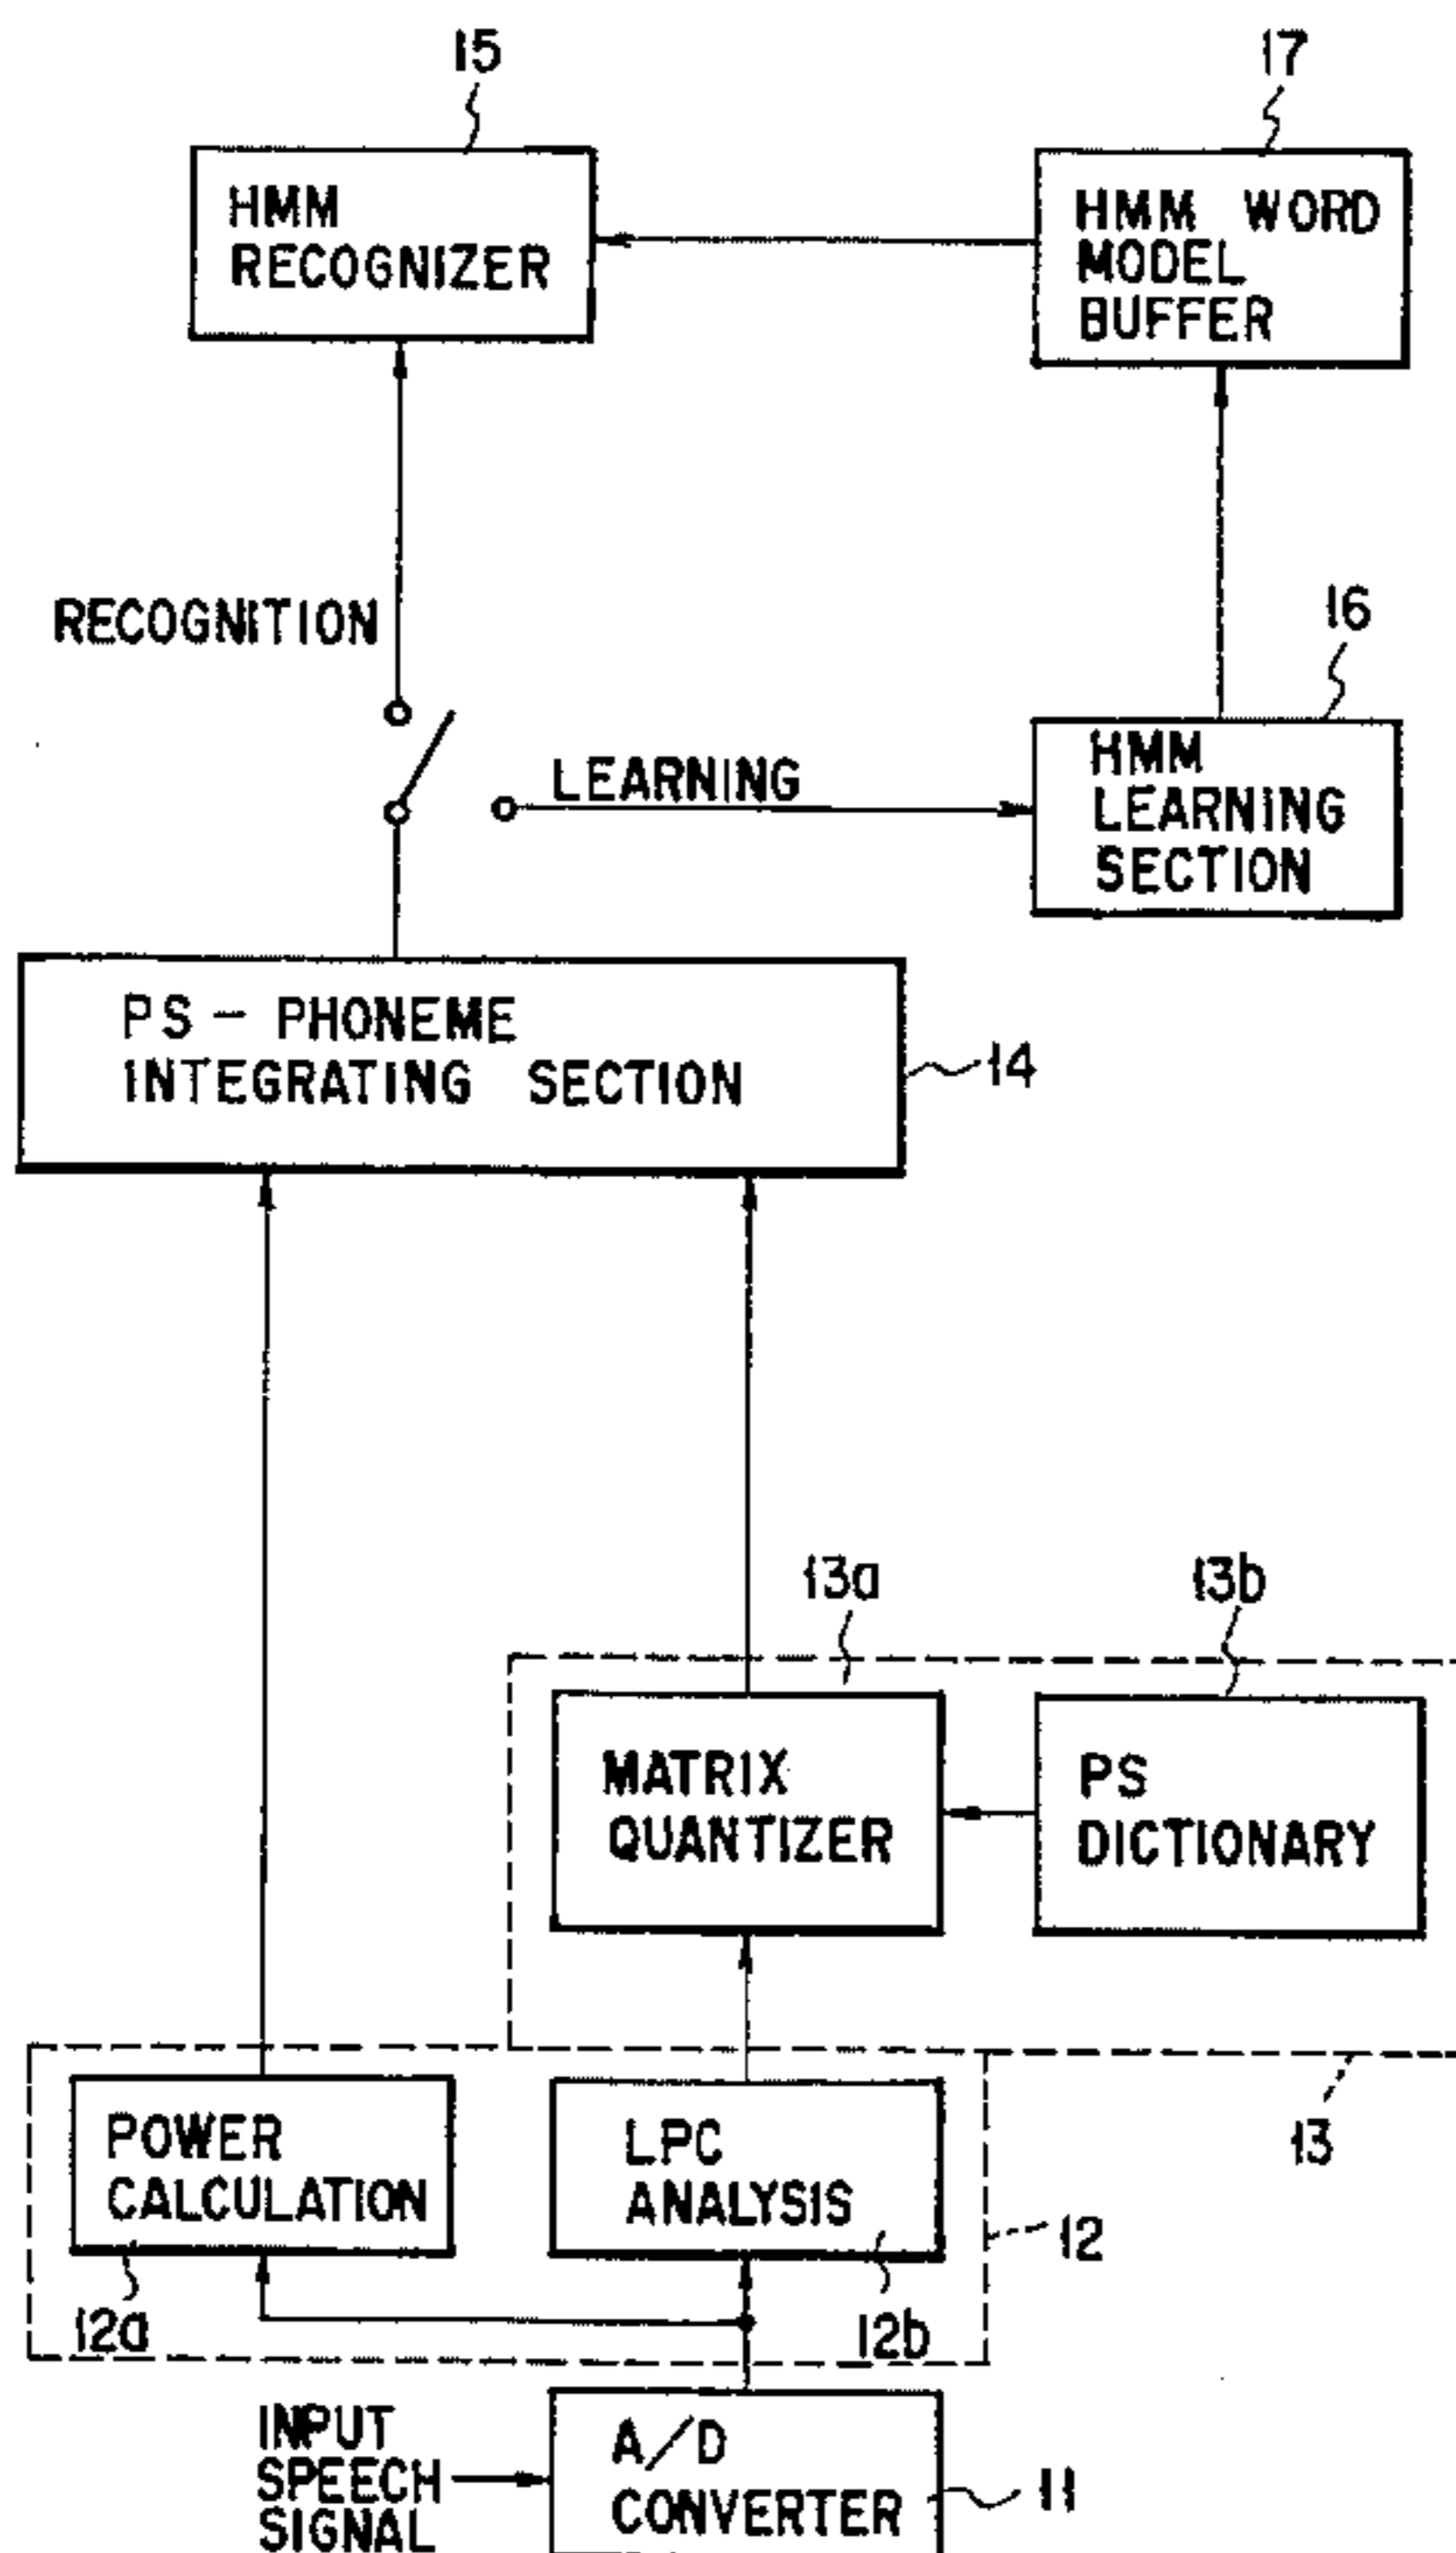 15
17
HMM
RECOGNIZER
HMM WORD
MODEL
BUFFER
RECOGNITION
16
LEARNING
HMM
LEARNING
SECTION
PS - PHONEME
INTEGRATING SECTION
14
13a
13b
MATRIX
QUANTIZER
PS
DICTIONARY
POWER
CALCULATION
LPC
ANALYSIS
13
12
12a
12b
INPUT
SPEECH
SIGNAL
A/D
CONVERTER
11